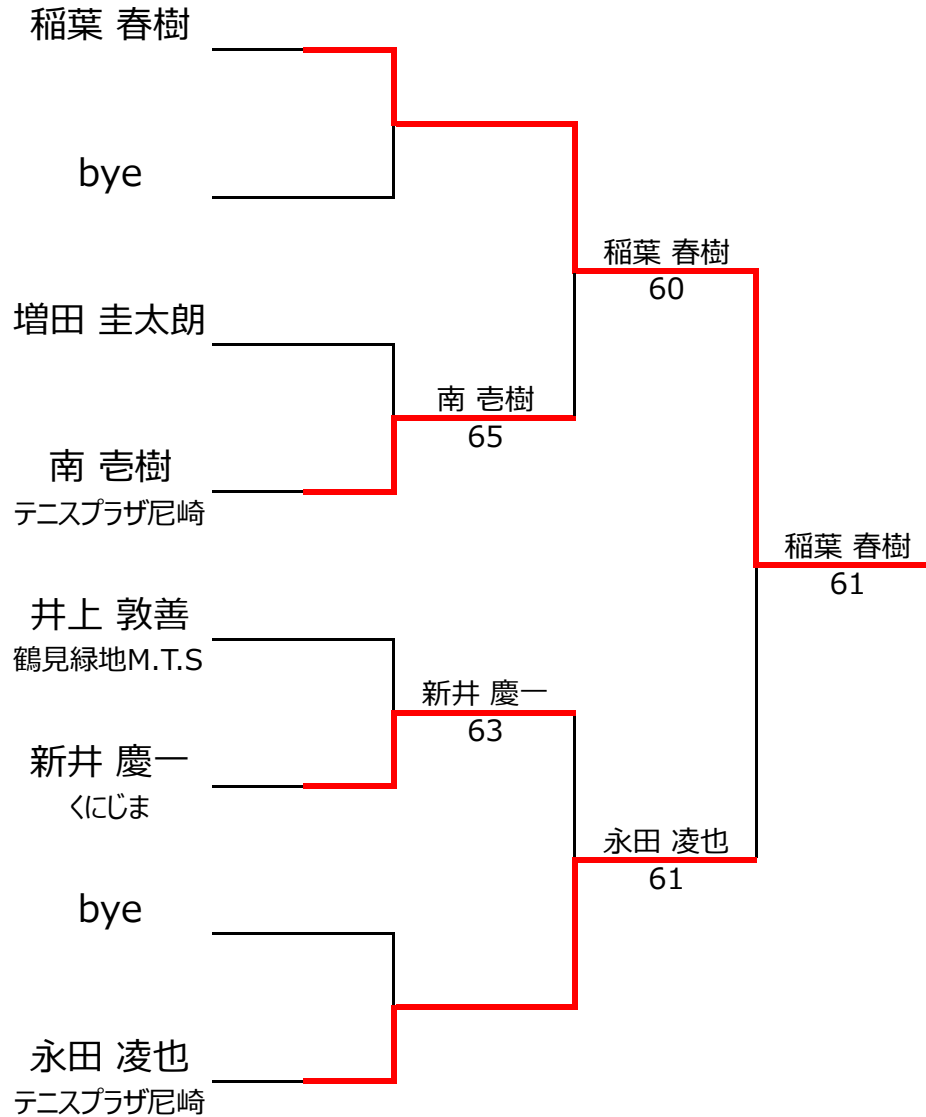 稲葉 春樹
bye
増田 圭太朗
南 壱樹
テニスプラザ尼崎
井上 敦善
鶴見緑地M.T.S
新井 慶一
くにじま
bye
永田 凌也
テニスプラザ尼崎
南 壱樹
65
新井 慶一
63
稲葉 春樹
60
永田 凌也
61
稲葉 春樹
61